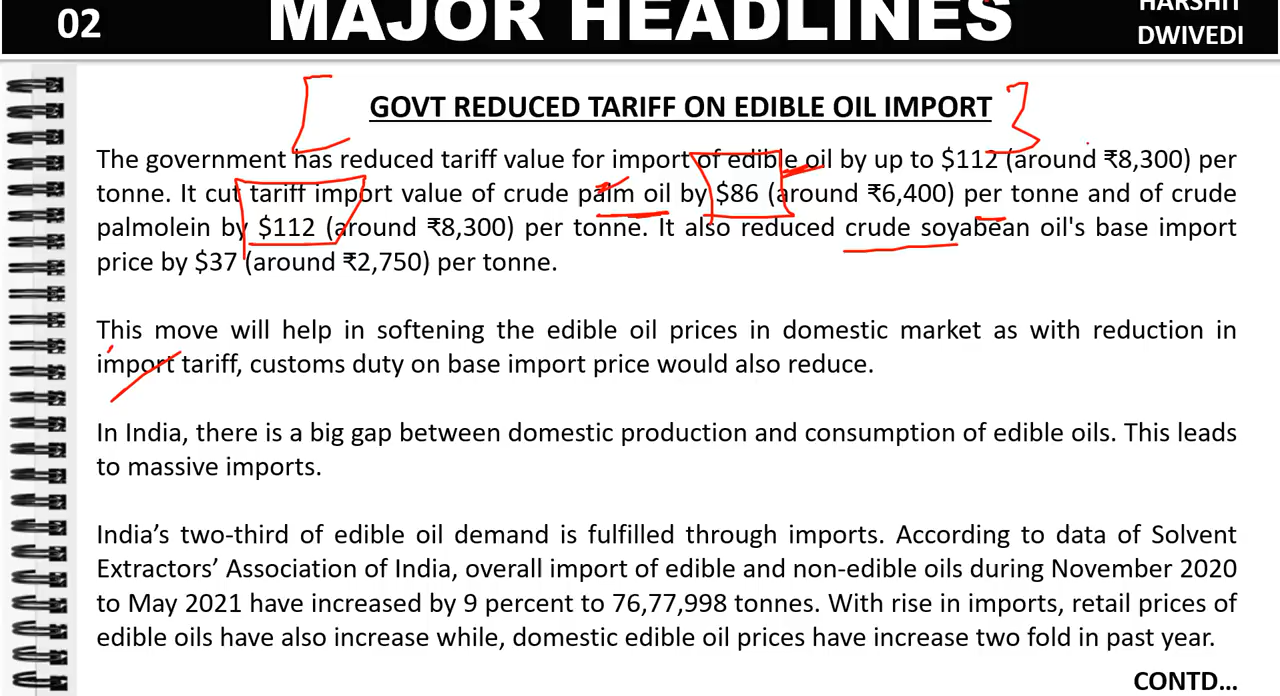 02
MAJOR HEADLINES
HARSHIT
DWIVEDI
GOVT REDUCED TARIFF ON EDIBLE OIL IMPORT
The government has reduced tariff value for import of edible oil by up to $112 (around ₹8,300) per
tonne. It cut tariff import value of crude palm oil by $86 (around ₹6,400) per tonne and of crude
palmolein by $112 (around ₹8,300) per tonne. It also reduced crude soyabean oil's base import
price by $37 (around ₹2,750) per tonne.
This move will help in softening the edible oil prices in domestic market as with reduction in
import tariff, customs duty on base import price would also reduce.
In India, there is a big gap between domestic production and consumption of edible oils. This leads
to massive imports.
India’s two-third of edible oil demand is fulfilled through imports. According to data of Solvent
Extractors’ Association of India, overall import of edible and non-edible oils during November 2020
to May 2021 have increased by 9 percent to 76,77,998 tonnes. With rise in imports, retail prices of
edible oils have also increase while, domestic edible oil prices have increase two fold in past year.
CONTD…